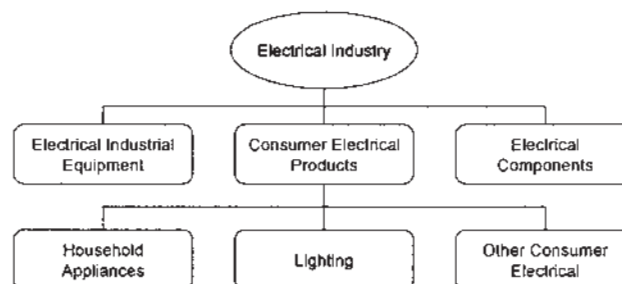 Electrical Industry
Electrical Industrial
Equipment
Consumer Electrical
Products
Electrical
Components
Household
Appliances
Lighting
Other Consumer
Electrical